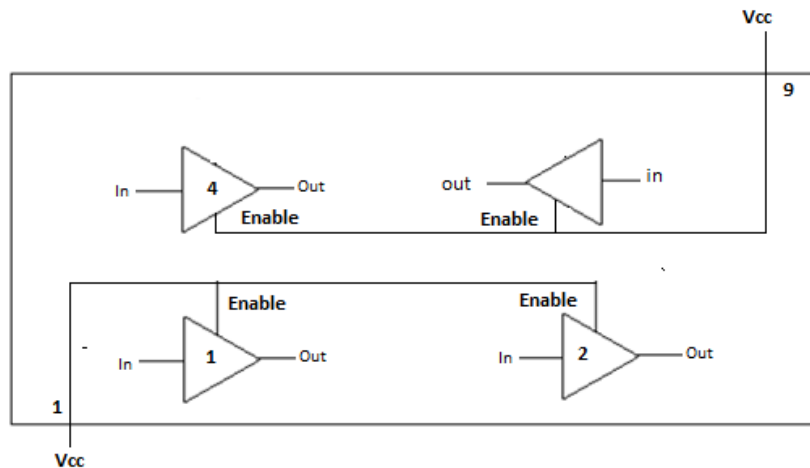 Vcc
9
In 4 Out
out in
Enable Enable
Enable Enable
In 1 Out
In 2 Out
1
Vcc